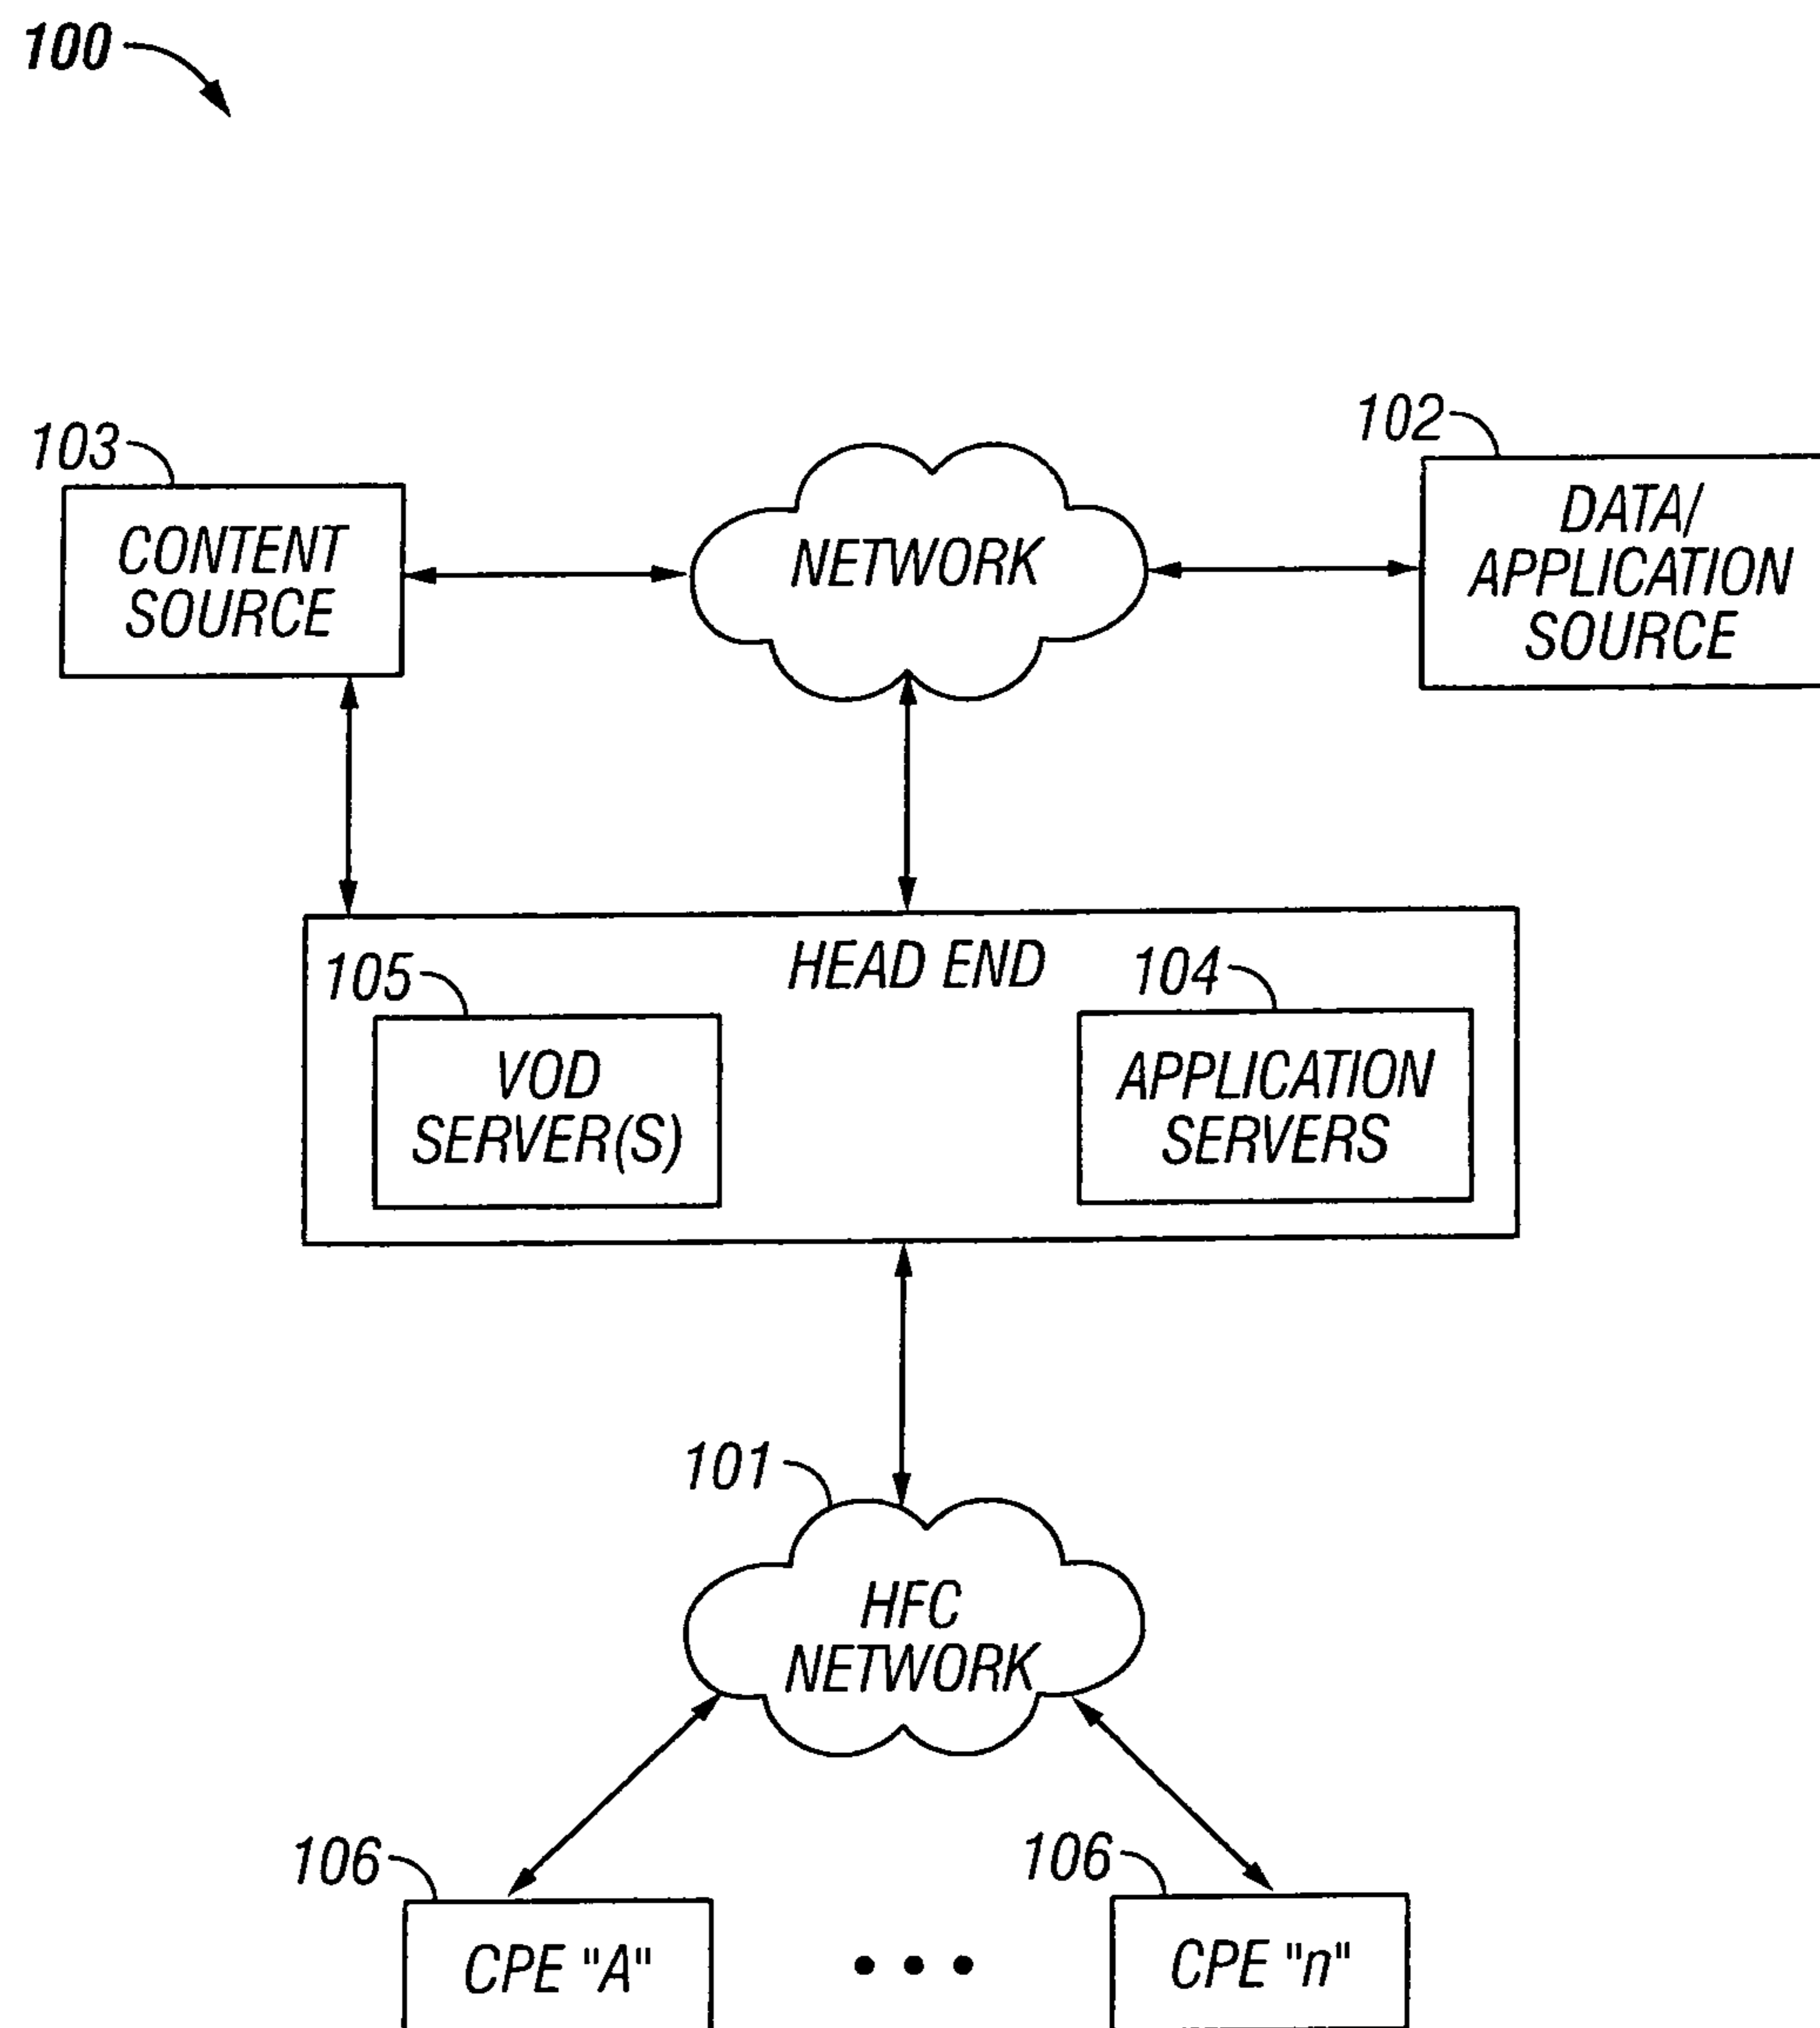 100
103
CONTENT
SOURCE
NETWORK
102
DATA/
APPLICATION
SOURCE
HEAD END
105
VOD
SERVER(S)
104
APPLICATION
SERVERS
101
HFC
NETWORK
106
CPE "A"
• • •
106
CPE "n"